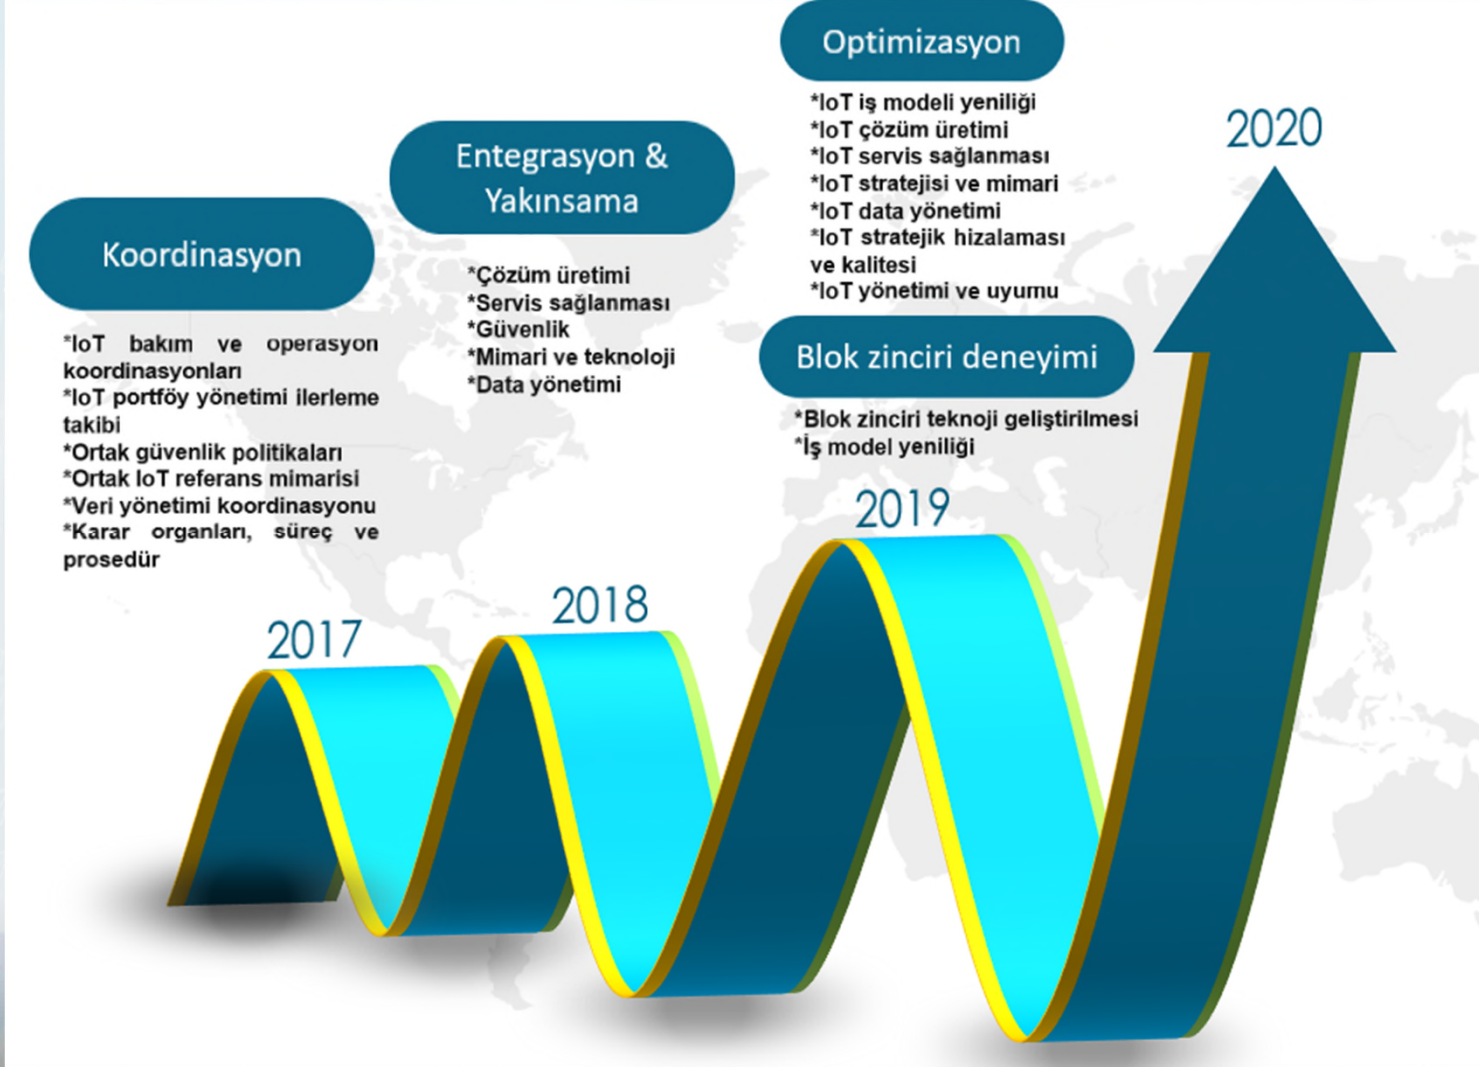 Koordinasyon
*IoT bakım ve operasyon
koordinasyonları
*IoT portföy yönetimi ilerleme
takibi
*Ortak güvenlik politikaları
*Ortak IoT referans mimarisi
*Veri yönetimi koordinasyonu
*Karar organları, süreç ve
prosedür
2017
Entegrasyon &
Yakınsama
*Çözüm üretimi
*Servis sağlanması
*Güvenlik
*Mimari ve teknoloji
*Data yönetimi
2018
Optimizasyon
*IoT iş modeli yeniliği
*IoT çözüm üretimi
*IoT servis sağlanması
*IoT stratejisi ve mimari
*IoT data yönetimi
*IoT stratejik hizalaması
ve kalitesi
*IoT yönetimi ve uyumu
Blok zinciri deneyimi
*Blok zinciri teknoji geliştirilmesi
*İş model yeniliği
2019
2020